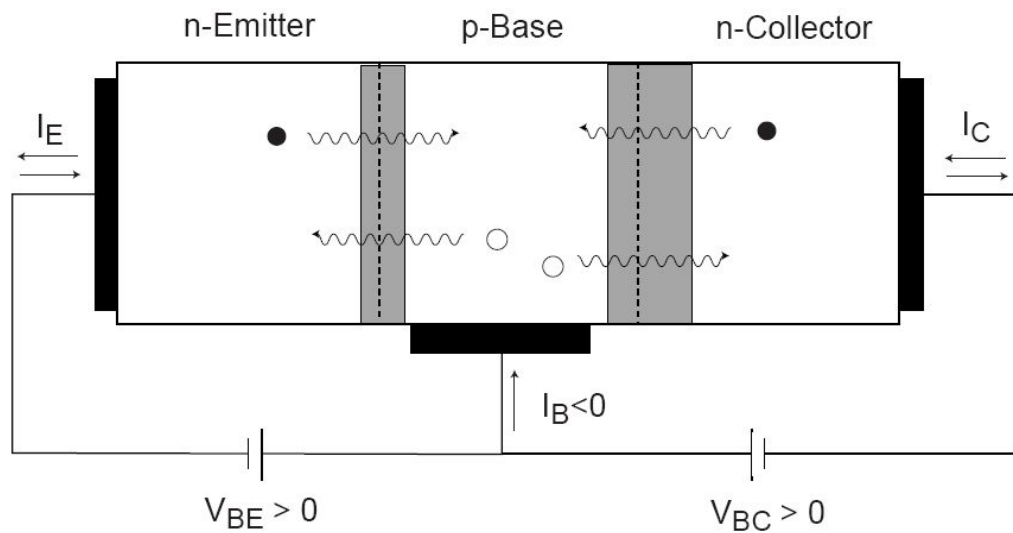 n-Emitter p-Base n-Collector
I_E I_C
I_B<0
V_BE > 0 V_BC > 0